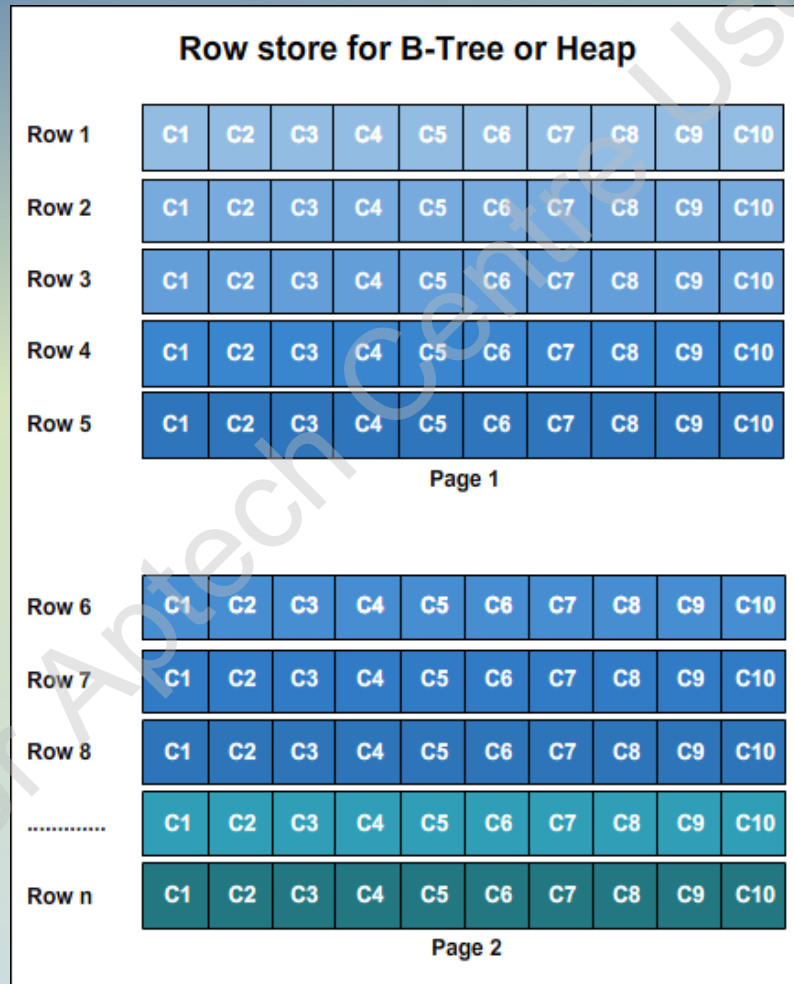 Row store for B-Tree or Heap
Row 1 C1 C2 C3 C4 C5 C6 C7 C8 C9 C10
Row 2 C1 C2 C3 C4 C5 C6 C7 C8 C9 C10
Row 3 C1 C2 C3 C4 C5 C6 C7 C8 C9 C10
Row 4 C1 C2 C3 C4 C5 C6 C7 C8 C9 C10
Row 5 C1 C2 C3 C4 C5 C6 C7 C8 C9 C10
Page 1
Row 6 C1 C2 C3 C4 C5 C6 C7 C8 C9 C10
Row 7 C1 C2 C3 C4 C5 C6 C7 C8 C9 C10
Row 8 C1 C2 C3 C4 C5 C6 C7 C8 C9 C10
............. C1 C2 C3 C4 C5 C6 C7 C8 C9 C10
Row n C1 C2 C3 C4 C5 C6 C7 C8 C9 C10
Page 2
Aptech Centre